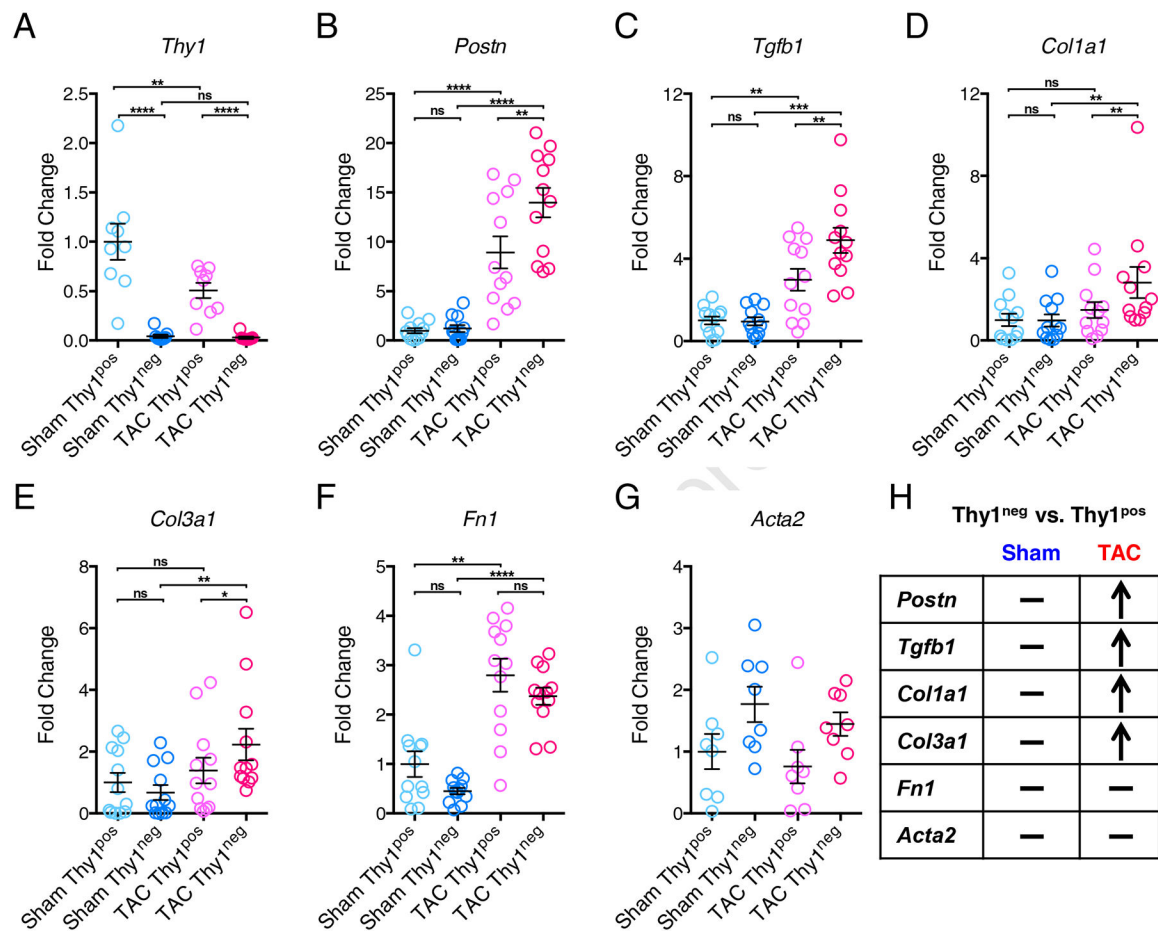 A
Thy1
Fold Change
2.5
2.0
1.5
1.0
0.5
0.0
**
ns
****
****
Sham Thy1pos
Sham Thy1neg
TAC Thy1pos
TAC Thy1neg
B
Postn
Fold Change
25
20
15
10
5
0
****
****
ns
**
Sham Thy1pos
Sham Thy1neg
TAC Thy1pos
TAC Thy1neg
C
Tgfb1
Fold Change
12
8
4
0
**
***
ns
**
Sham Thy1pos
Sham Thy1neg
TAC Thy1pos
TAC Thy1neg
D
Col1a1
Fold Change
12
8
4
0
ns
**
ns
**
Sham Thy1pos
Sham Thy1neg
TAC Thy1pos
TAC Thy1neg
E
Col3a1
Fold Change
8
6
4
2
0
ns
**
ns
*
Sham Thy1pos
Sham Thy1neg
TAC Thy1pos
TAC Thy1neg
F
Fn1
Fold Change
5
4
3
2
1
0
**
****
ns
ns
Sham Thy1pos
Sham Thy1neg
TAC Thy1pos
TAC Thy1neg
G
Acta2
Fold Change
4
3
2
1
0
Sham Thy1pos
Sham Thy1neg
TAC Thy1pos
TAC Thy1neg
H
Thy1neg vs. Thy1pos
Sham TAC
Postn – ↑
Tgfb1 – ↑
Col1a1 – ↑
Col3a1 – ↑
Fn1 – –
Acta2 – –